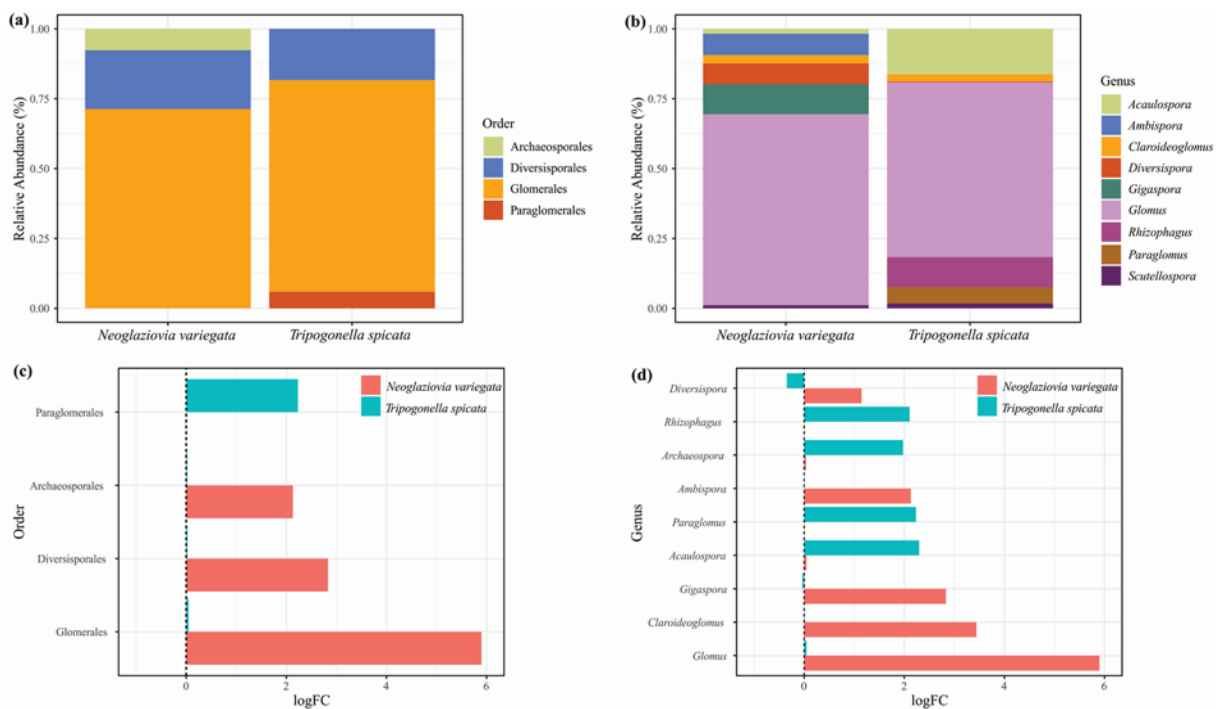 (a)
Relative Abundance (%)
1.00
0.75
0.50
0.25
0.00
Neoglaziovia variegata
Tripogonella spicata
Order
Archaeosporales
Diversisporales
Glomerales
Paraglomerales
(b)
Relative Abundance (%)
1.00
0.75
0.50
0.25
0.00
Neoglaziovia variegata
Tripogonella spicata
Genus
Acaulospora
Ambispora
Claroideoglomus
Diversispora
Gigaspora
Glomus
Rhizophagus
Paraglomus
Scutellospora
(c)
Order
Paraglomerales
Archaeosporales
Diversisporales
Glomerales
Neoglaziovia variegata
Tripogonella spicata
0
2
4
6
logFC
(d)
Genus
Diversispora
Rhizophagus
Archaeospora
Ambispora
Paraglomus
Acaulospora
Gigaspora
Claroideoglomus
Glomus
Neoglaziovia variegata
Tripogonella spicata
0
2
4
6
logFC